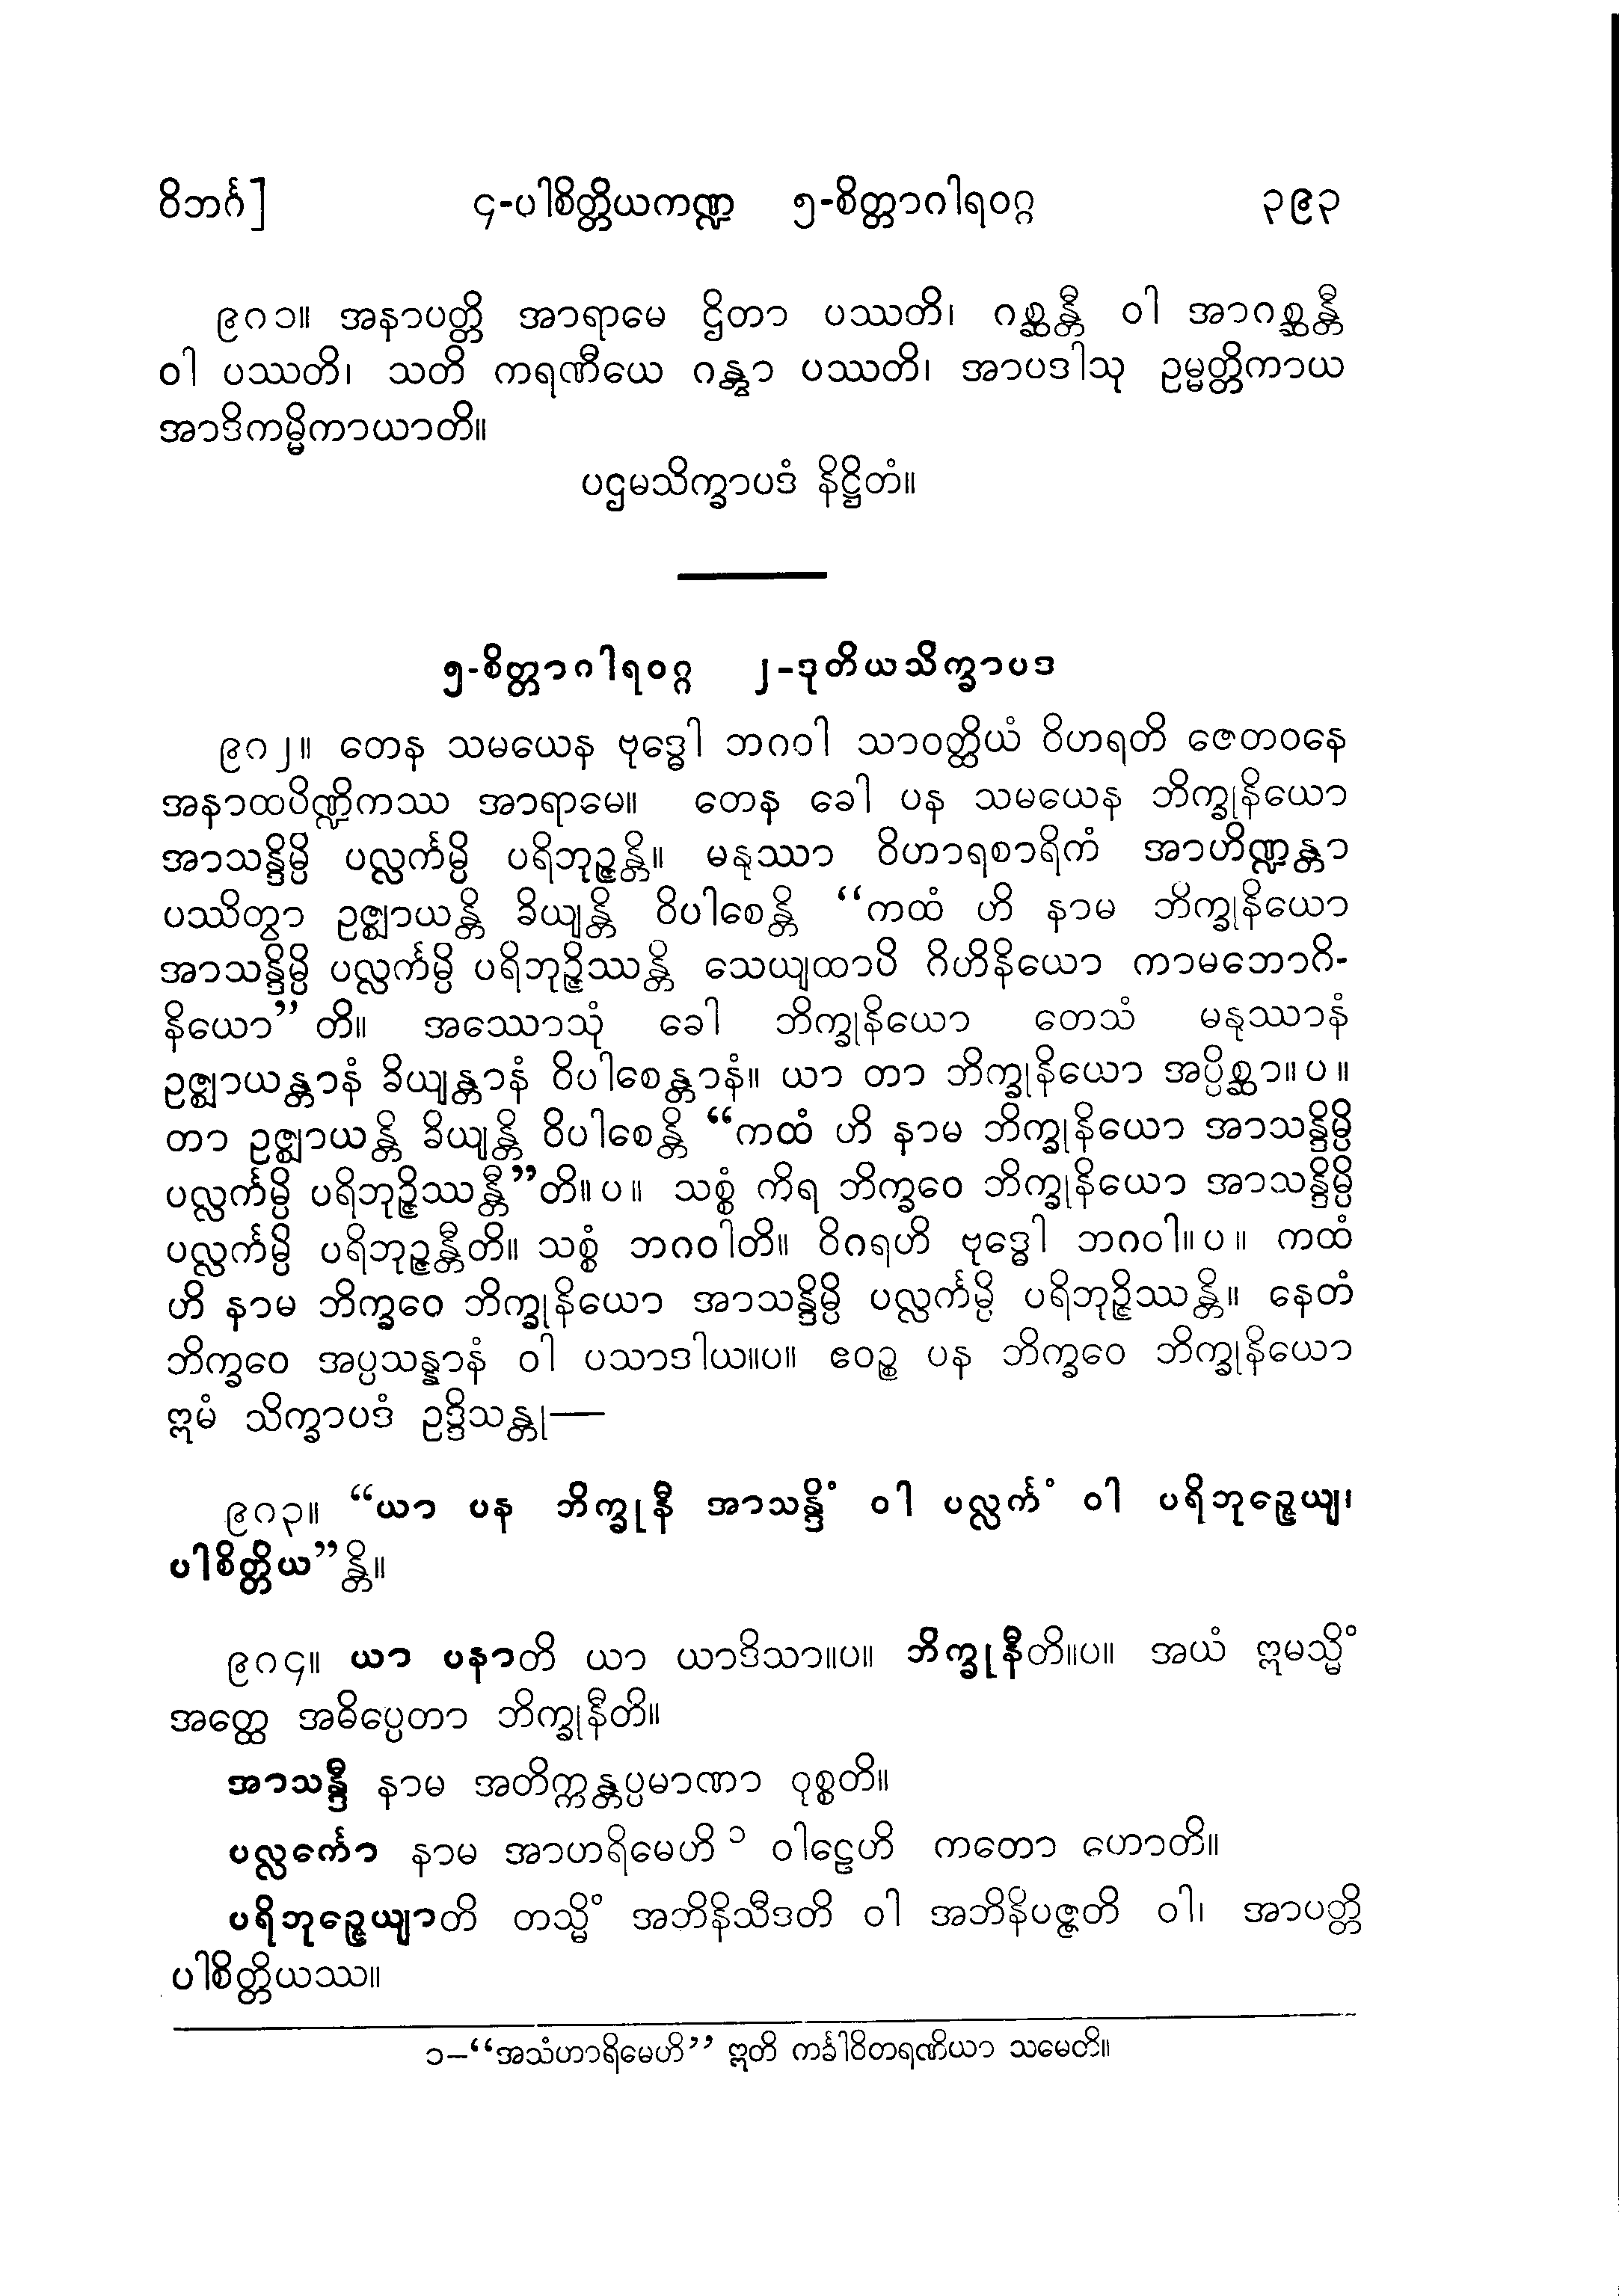 ဝိဘင်္ဂ] ၄-ပါစိတ္တိယကဏ္ဍ ၅-စိတ္တာဂါရဝဂ္ဂ ၃၉၃
၉၈၁။ အနာပတ္တိ အာရာမေ ဌိတာ ပဿတိ၊ ဂစ္ဆန္တီ ဝါ အာဂစ္ဆန္တီ
ဝါ ပဿတိ၊ သတိ ကရဏီယေ ဂန္တွာ ပဿတိ၊ အာပဒါသု ဥမ္မတ္တိကာယ
အာဒိကမ္မိကာယာတိ။
ပဌမသိက္ခာပဒံ နိဋ္ဌိတံ။
၅-စိတ္တာဂါရဝဂ္ဂ ၂-ဒုတိယသိက္ခာပဒ
၉၈၂။ တေန သမယေန ဗုဒ္ဓေါ ဘဂဝါ သာဝတ္ထိယံ ဝိဟရတိ ဇေတဝနေ
အနာထပိဏ္ဍိကဿ အာရာမေ။ တေန ခေါ ပန သမယေန ဘိက္ခုနိယော
အာသန္ဒိမ္ပိ ပလ္လင်္ကမ္ပိ ပရိဘုဉ္ဇန္တိ။ မနုဿာ ဝိဟာရစာရိကံ အာဟိဏ္ဍန္တာ
ပဿိတွာ ဥဇ္ဈာယန္တိ ခိယျန္တိ ဝိပါစေန္တိ “ကထံ ဟိ နာမ ဘိက္ခုနိယော
အာသန္ဒိမ္ပိ ပလ္လင်္ကမ္ပိ ပရိဘုဉ္ဇိဿန္တိ သေယျထာပိ ဂိဟိနိယော ကာမဘောဂိ-
နိယော”တိ။ အဿောသုံ ခေါ ဘိက္ခုနိယော တေသံ မနုဿာနံ
ဥဇ္ဈာယန္တာနံ ခိယျန္တာနံ ဝိပါစေန္တာနံ။ ယာ တာ ဘိက္ခုနိယော အပ္ပိစ္ဆာ။ပ။
တာ ဥဇ္ဈာယန္တိ ခိယျန္တိ ဝိပါစေန္တိ “ကထံ ဟိ နာမ ဘိက္ခုနိယော အာသန္ဒိမ္ပိ
ပလ္လင်္ကမ္ပိ ပရိဘုဉ္ဇိဿန္တီ”တိ။ပ။ သစ္စံ ကိရ ဘိက္ခဝေ ဘိက္ခုနိယော အာသန္ဒိမ္ပိ
ပလ္လင်္ကမ္ပိ ပရိဘုဉ္ဇန္တီတိ။ သစ္စံ ဘဂဝါတိ။ ဝိဂရဟိ ဗုဒ္ဓေါ ဘဂဝါ။ပ။ ကထံ
ဟိ နာမ ဘိက္ခဝေ ဘိက္ခုနိယော အာသန္ဒိမ္ပိ ပလ္လင်္ကမ္ပိ ပရိဘုဉ္ဇိဿန္တိ။ နေတံ
ဘိက္ခဝေ အပ္ပသန္နာနံ ဝါ ပသာဒါယ။ပ။ ဧဝဉ္စ ပန ဘိက္ခဝေ ဘိက္ခုနိယော
ဣမံ သိက္ခာပဒံ ဥဒ္ဒိသန္တု—
၉၈၃။ “ယာ ပန ဘိက္ခုနီ အာသန္ဒိံ ဝါ ပလ္လင်္ကံ ဝါ ပရိဘုဉ္ဇေယျ၊
ပါစိတ္တိယ”န္တိ။
၉၈၄။ ယာ ပနာတိ ယာ ယာဒိသာ။ပ။ ဘိက္ခုနီတိ။ပ။ အယံ ဣမသ္မိံ
အတ္ထေ အဓိပ္ပေတာ ဘိက္ခုနီတိ။
အာသန္ဒီ နာမ အတိက္ကန္တပ္ပမာဏာ ဝုစ္စတိ။
ပလ္လင်္ကော နာမ အာဟရိမေဟိ ၁ ဝါဠေဟိ ကတော ဟောတိ။
ပရိဘုဉ္ဇေယျာတိ တသ္မိံ အဘိနိသီဒတိ ဝါ အဘိနိပဇ္ဇတိ ဝါ၊ အာပတ္တိ
ပါစိတ္တိယဿ။
၁–“အသံဟာရိမေဟိ” ဣတိ ကင်္ခါဝိတရဏိယာ သမေတိ။